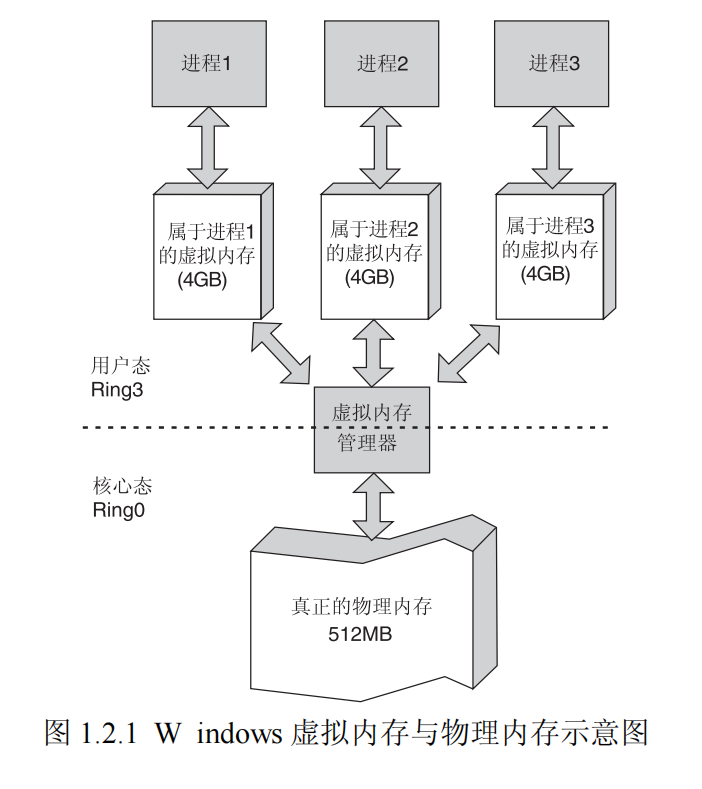 进程1
进程2
进程3
属于进程1
的虚拟内存
(4GB)
属于进程2
的虚拟内存
(4GB)
属于进程3
的虚拟内存
(4GB)
用户态
Ring3
虚拟内存
管理器
核心态
Ring0
真正的物理内存
512MB
图 1.2.1 W indows 虚拟内存与物理内存示意图